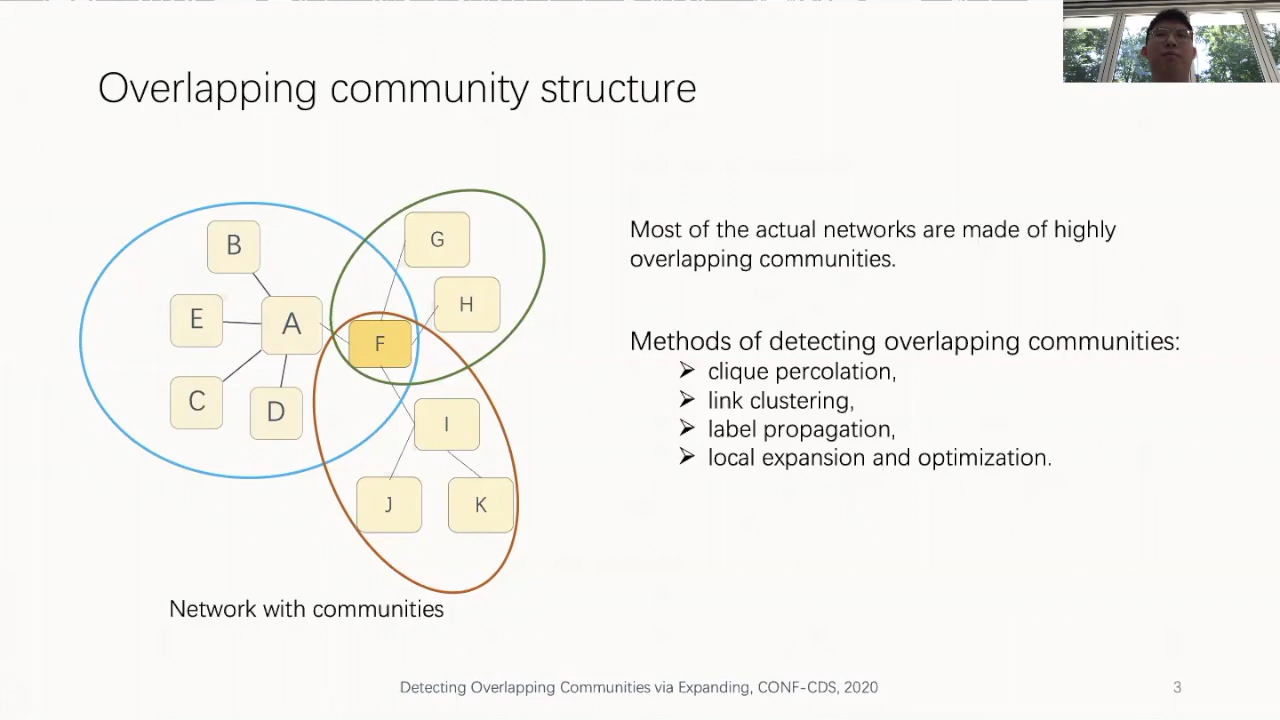 Overlapping community structure
B
G
E
A
H
F
C
D
I
J
K
Network with communities
Most of the actual networks are made of highly
overlapping communities.
Methods of detecting overlapping communities:
➢ clique percolation,
➢ link clustering,
➢ label propagation,
➢ local expansion and optimization.
Detecting Overlapping Communities via Expanding, CONF-CDS, 2020
3